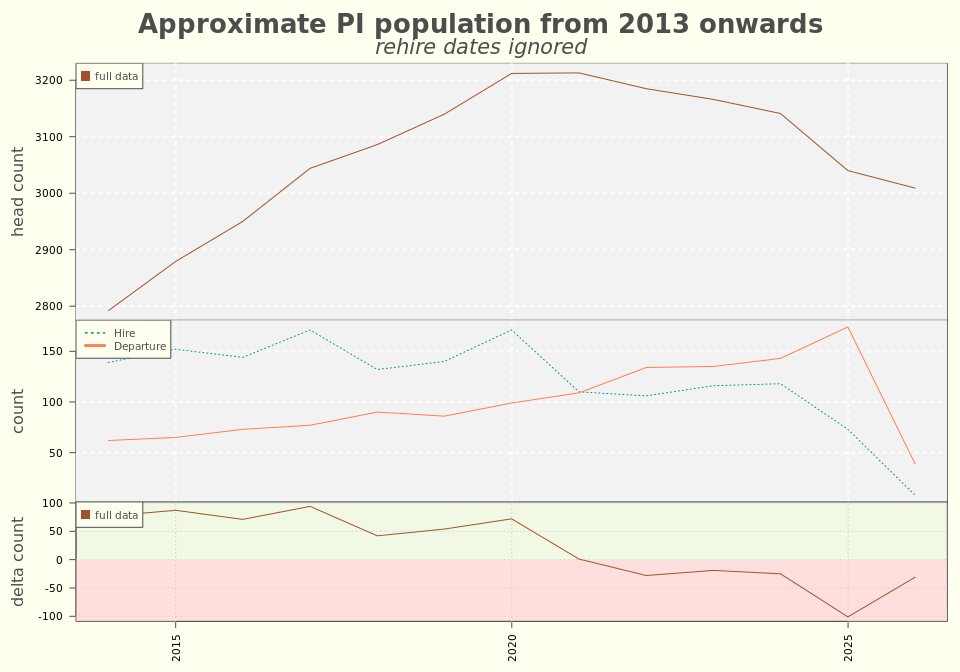 Approximate PI population from 2013 onwards
rehire dates ignored
full data
3200
3100
3000
2900
2800
head count
Hire
Departure
150
100
50
count
full data
100
50
0
-50
-100
delta count
2015
2020
2025